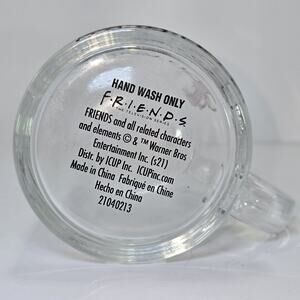 HAND WASH ONLY
F·R·I·E·N·D·S
THE TELEVISION SERIES
FRIENDS and all related characters
and elements © & ™ Warner Bros
Entertainment Inc. (s21)
Distr. by ICUP Inc. ICUPinc.com
Made in China Fabriqué en Chine
Hecho en China
21040213